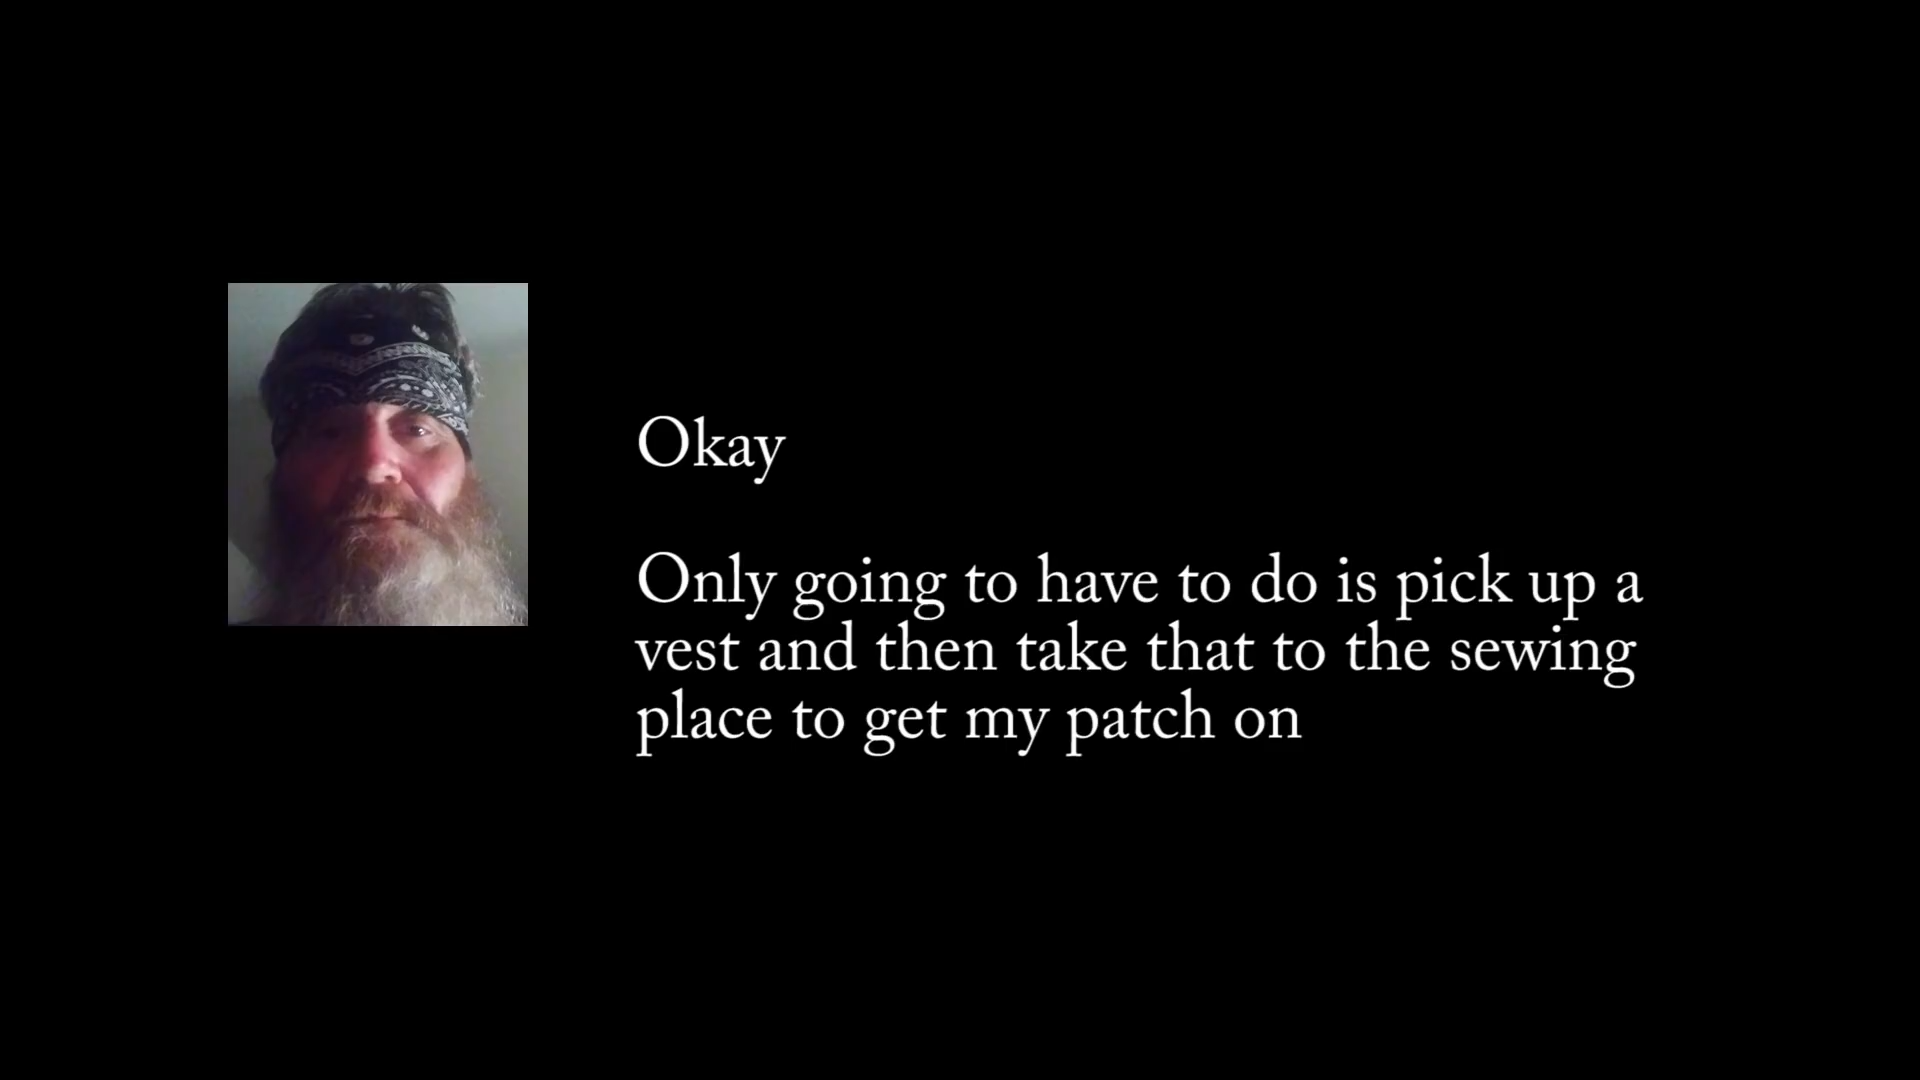 Okay
Only going to have to do is pick up a
vest and then take that to the sewing
place to get my patch on